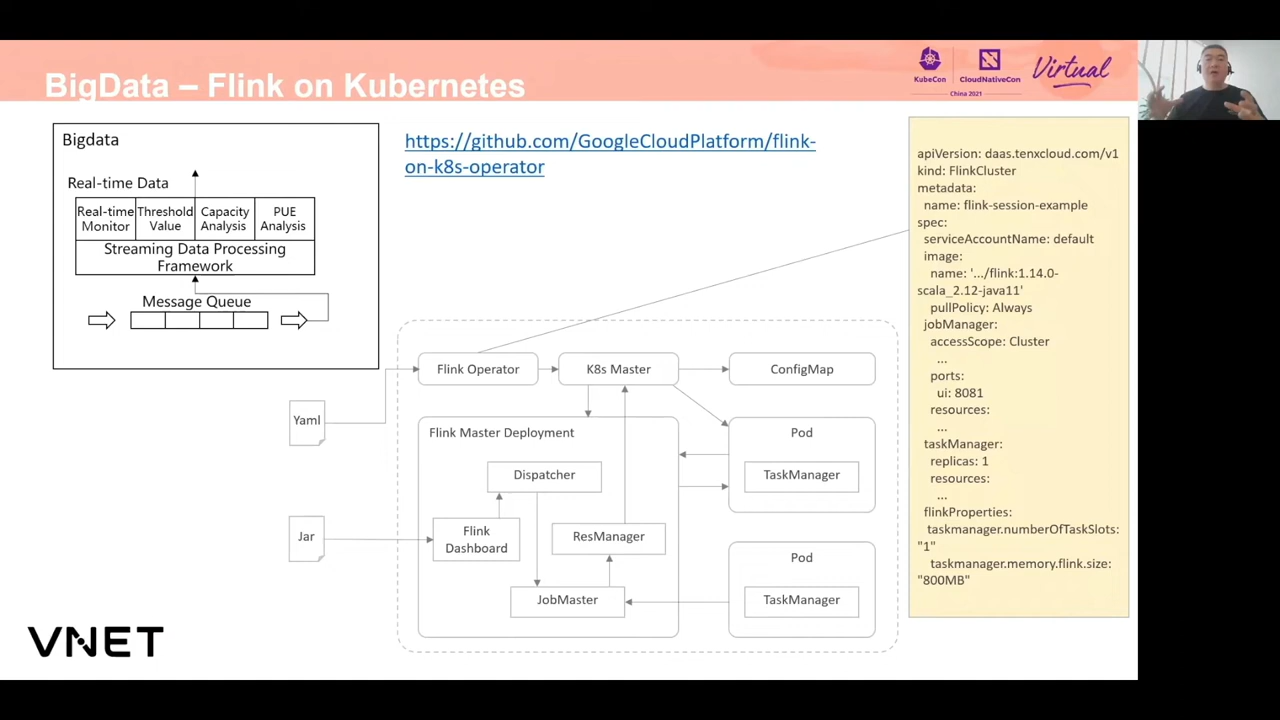 BigData – Flink on Kubernetes
KubeCon
CloudNativeCon
China 2021
Virtual
Bigdata
Real-time Data
Real-time Monitor
Threshold Value
Capacity Analysis
PUE Analysis
Streaming Data Processing
Framework
Message Queue
https://github.com/GoogleCloudPlatform/flink-
on-k8s-operator
Yaml
Jar
Flink Operator
K8s Master
ConfigMap
Flink Master Deployment
Dispatcher
Flink
Dashboard
ResManager
JobMaster
Pod
TaskManager
Pod
TaskManager
apiVersion: daas.tenxcloud.com/v1
kind: FlinkCluster
metadata:
name: flink-session-example
spec:
serviceAccountName: default
image:
name: '.../flink:1.14.0-
scala_2.12-java11'
pullPolicy: Always
jobManager:
accessScope: Cluster
...
ports:
ui: 8081
resources:
...
taskManager:
replicas: 1
resources:
...
flinkProperties:
taskmanager.numberOfTaskSlots:
"1"
taskmanager.memory.flink.size:
"800MB"
VNET